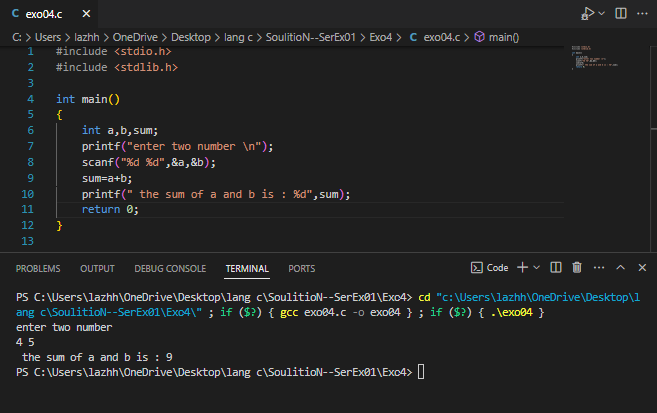 C exo04.c ×
C: > Users > lazhh > OneDrive > Desktop > lang c > SoulitioN--SerEx01 > Exo4 > C exo04.c > main()
1 #include <stdio.h>
2 #include <stdlib.h>
3
4 int main()
5 {
6 int a,b,sum;
7 printf("enter two number \n");
8 scanf("%d %d",&a,&b);
9 sum=a+b;
10 printf(" the sum of a and b is : %d",sum);
11 return 0;
12 }
13
PROBLEMS OUTPUT DEBUG CONSOLE TERMINAL PORTS Code
PS C:\Users\lazhh\OneDrive\Desktop\lang c\SoulitioN--SerEx01\Exo4> cd "c:\Users\lazhh\OneDrive\Desktop\l
ang c\SoulitioN--SerEx01\Exo4\" ; if ($?) { gcc exo04.c -o exo04 } ; if ($?) { .\exo04 }
enter two number
4 5
the sum of a and b is : 9
PS C:\Users\lazhh\OneDrive\Desktop\lang c\SoulitioN--SerEx01\Exo4>